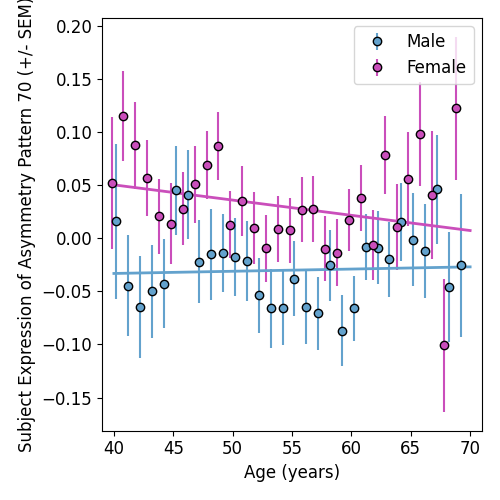 Subject Expression of Asymmetry Pattern 70 (+/- SEM)
0.20
0.15
0.10
0.05
0.00
−0.05
−0.10
−0.15
Male
Female
40 45 50 55 60 65 70
Age (years)